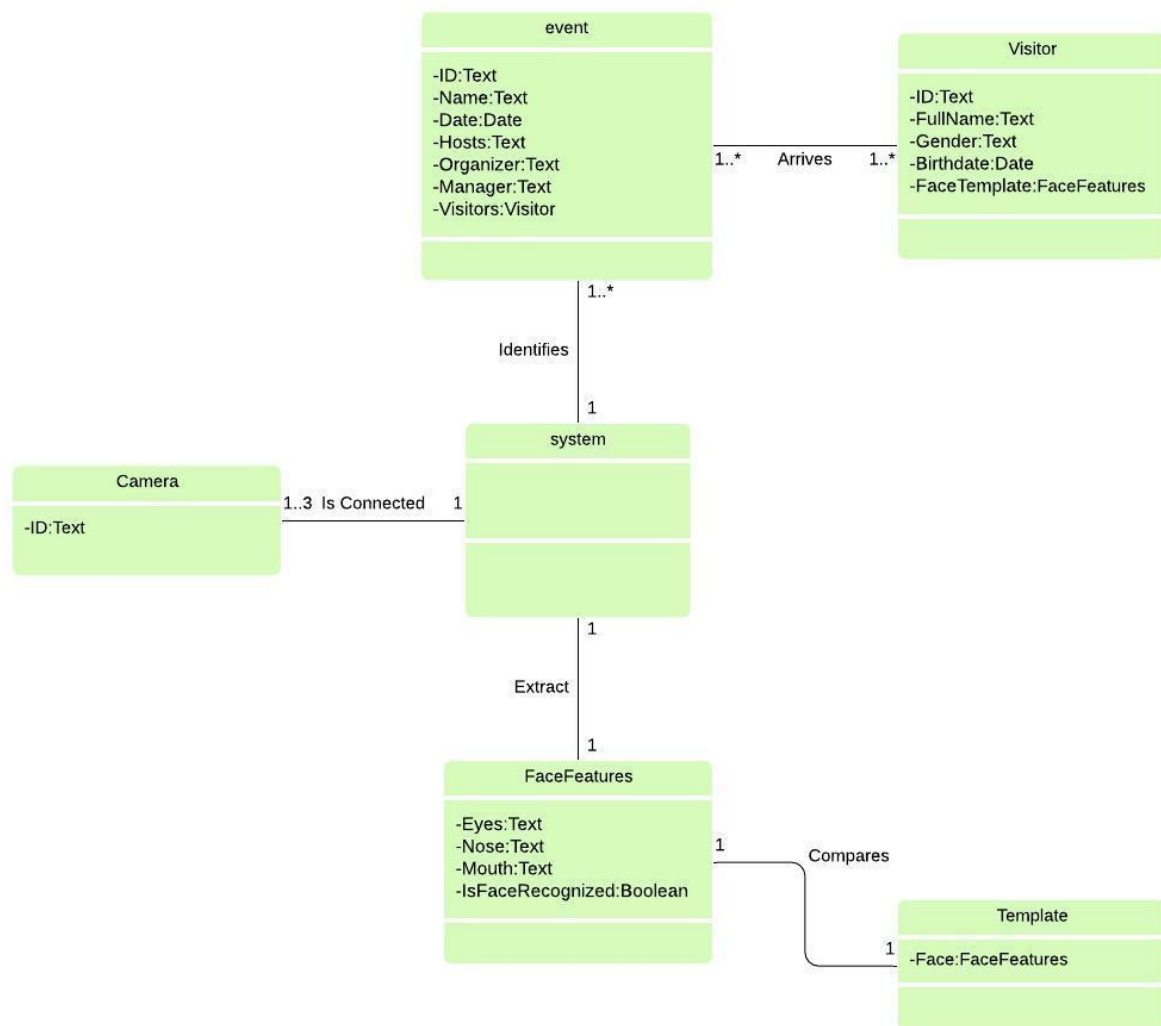 event
-ID:Text
-Name:Text
-Date:Date
-Hosts:Text
-Organizer:Text
-Manager:Text
-Visitors:Visitor
Visitor
-ID:Text
-FullName:Text
-Gender:Text
-Birthdate:Date
-FaceTemplate:FaceFeatures
1..* Arrives 1..*
1..*
Identifies
1
system
Camera
-ID:Text
1..3 Is Connected 1
1
Extract
1
FaceFeatures
-Eyes:Text
-Nose:Text
-Mouth:Text
-IsFaceRecognized:Boolean
1
Compares
1
Template
-Face:FaceFeatures